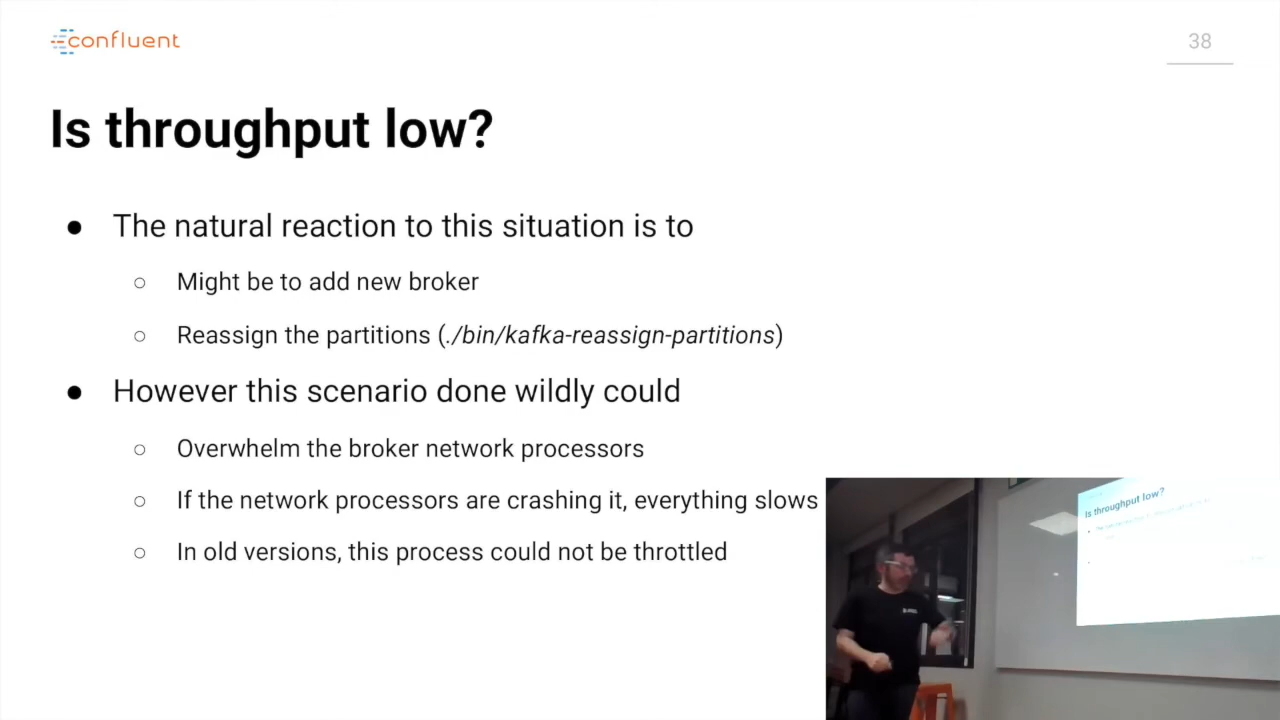 confluent
38
Is throughput low?
● The natural reaction to this situation is to
○ Might be to add new broker
○ Reassign the partitions (./bin/kafka-reassign-partitions)
● However this scenario done wildly could
○ Overwhelm the broker network processors
○ If the network processors are crashing it, everything slows
○ In old versions, this process could not be throttled
Is throughput low?